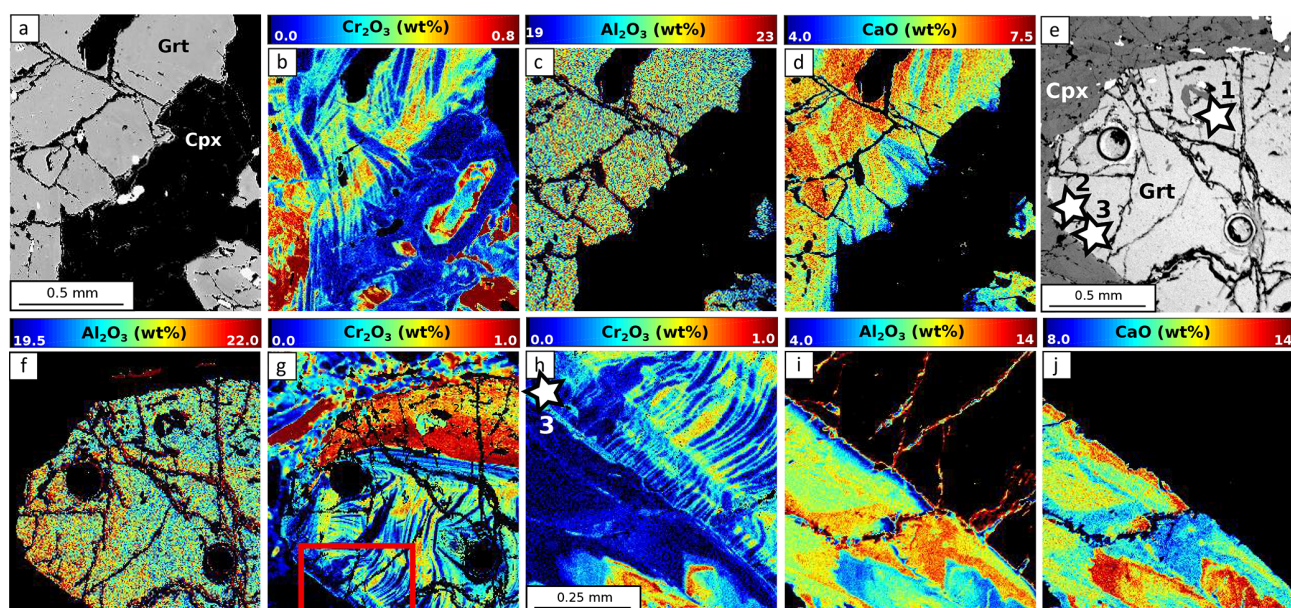 a
Grt
Cpx
0.5 mm
Cr₂O₃ (wt%)
0.0
0.8
b
Al₂O₃ (wt%)
19
23
c
CaO (wt%)
4.0
7.5
d
e
Cpx
1
2
3
Grt
0.5 mm
Al₂O₃ (wt%)
19.5
22.0
f
Cr₂O₃ (wt%)
0.0
1.0
g
Cr₂O₃ (wt%)
0.0
1.0
h
3
0.25 mm
Al₂O₃ (wt%)
4.0
14
i
CaO (wt%)
8.0
14
j